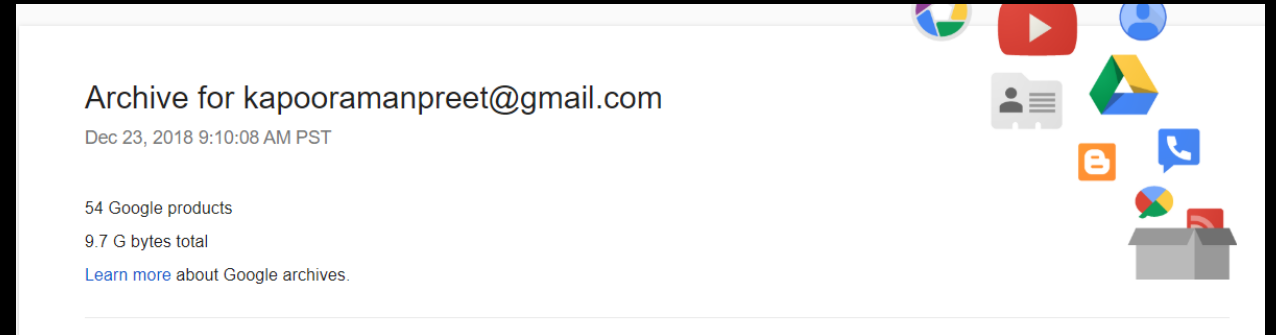 Archive for kapooramanpreet@gmail.com
Dec 23, 2018 9:10:08 AM PST
54 Google products
9.7 G bytes total
Learn more about Google archives.